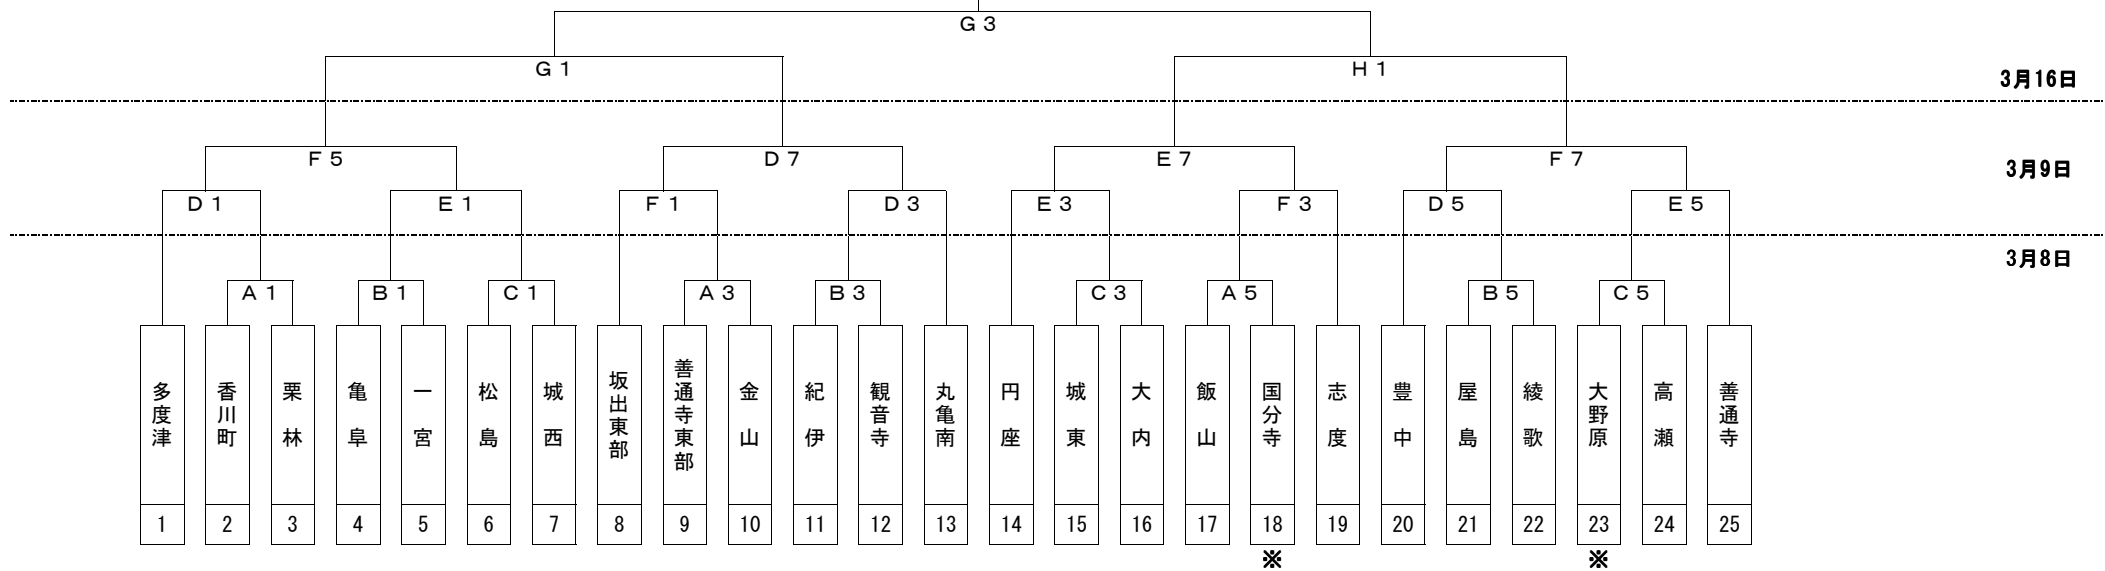 G3
G1 H1
3月16日
F5 D7 E7 F7
3月9日
D1 E1 F1 D3 E3 F3 D5 E5
3月8日
A1 B1 C1 A3 B3 C3 A5 B5 C5
多度津
香川町
栗林
亀阜
一宮
松島
城西
坂出東部
善通寺東部
金山
紀伊
観音寺
丸亀南
円座
城東
大内
飯山
国分寺
志度
豊中
屋島
綾歌
大野原
高瀬
善通寺
1 2 3 4 5 6 7 8 9 10 11 12 13 14 15 16 17 18 19 20 21 22 23 24 25
※ ※